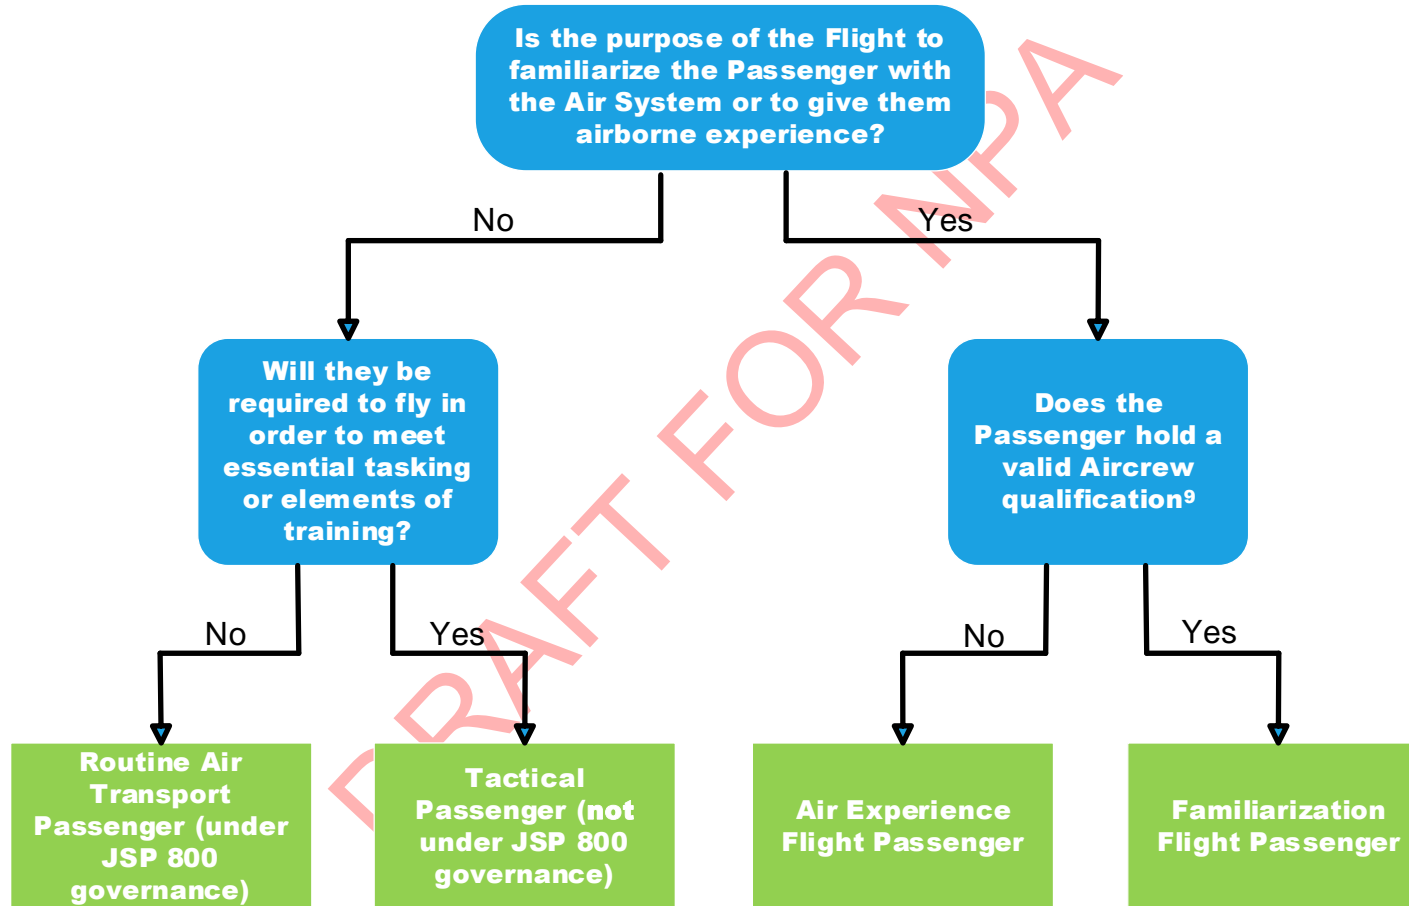 Is the purpose of the Flight to
familiarize the Passenger with
the Air System or to give them
airborne experience?
No
Yes
Will they be
required to fly in
order to meet
essential tasking
or elements of
training?
Does the
Passenger hold a
valid Aircrew
qualification⁹
No
Yes
No
Yes
Routine Air
Transport
Passenger (under
JSP 800
governance)
Tactical
Passenger (not
under JSP 800
governance)
Air Experience
Flight Passenger
Familiarization
Flight Passenger
DRAFT FOR NPA